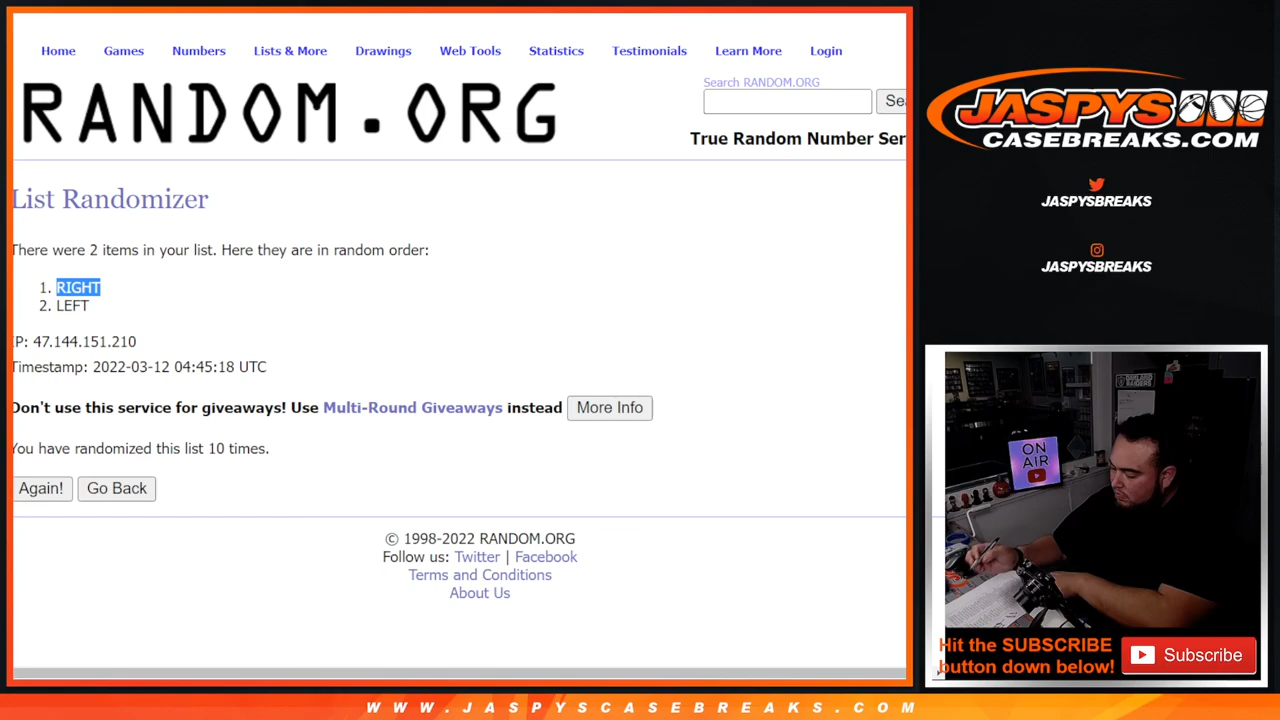 Home Games Numbers Lists & More Drawings Web Tools Statistics Testimonials Learn More Login
RANDOM.ORG
Search RANDOM.ORG
Sea
True Random Number Ser
List Randomizer
There were 2 items in your list. Here they are in random order:
1. RIGHT
2. LEFT
IP: 47.144.151.210
Timestamp: 2022-03-12 04:45:18 UTC
Don't use this service for giveaways! Use Multi-Round Giveaways instead More Info
You have randomized this list 10 times.
Again! Go Back
© 1998-2022 RANDOM.ORG
Follow us: Twitter | Facebook
Terms and Conditions
About Us
JASPYS
CASEBREAKS.COM
JASPYSBREAKS
JASPYSBREAKS
OAKLAND
RAIDERS
ON
AIR
Hit the SUBSCRIBE
button down below!
Subscribe
WWW.JASPYSCASEBREAKS.COM